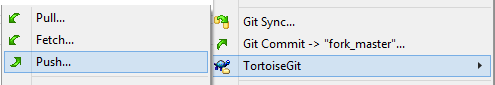 Pull...
Fetch...
Push...
Git Sync...
Git Commit -> "fork_master"...
TortoiseGit